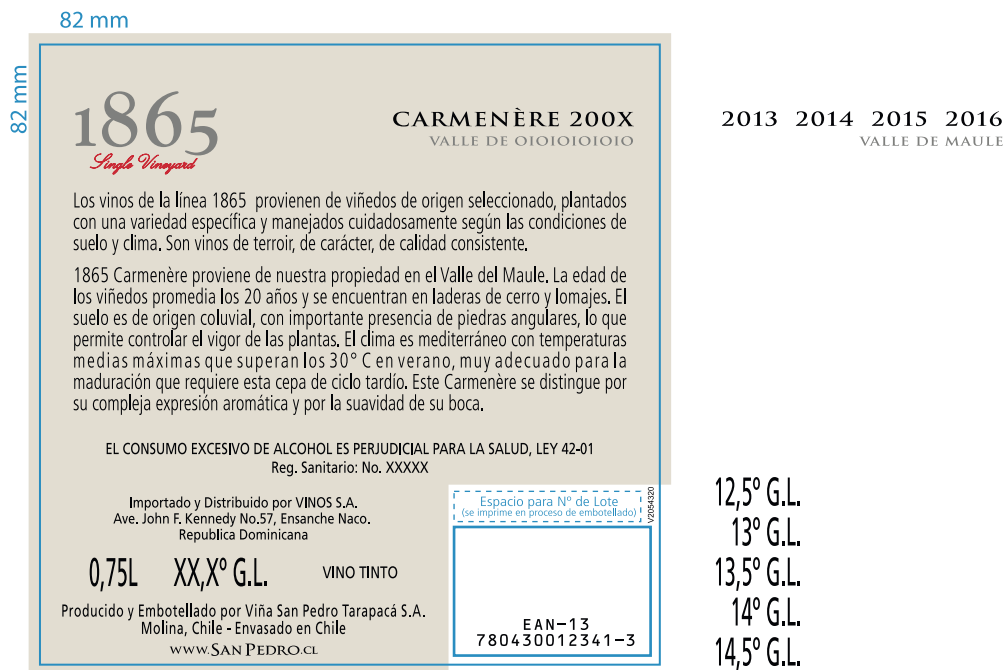 82 mm
82 mm
1865
Single Vineyard
CARMENÈRE 200X
VALLE DE OIOIOIOIOIO
2013 2014 2015 2016
VALLE DE MAULE
Los vinos de la línea 1865 provienen de viñedos de origen seleccionado, plantados
con una variedad específica y manejados cuidadosamente según las condiciones de
suelo y clima. Son vinos de terroir, de carácter, de calidad consistente.
1865 Carmenère proviene de nuestra propiedad en el Valle del Maule. La edad de
los viñedos promedia los 20 años y se encuentran en laderas de cerro y lomajes. El
suelo es de origen coluvial, con importante presencia de piedras angulares, lo que
permite controlar el vigor de las plantas. El clima es mediterráneo con temperaturas
medias máximas que superan los 30° C en verano, muy adecuado para la
maduración que requiere esta cepa de ciclo tardío. Este Carmenère se distingue por
su compleja expresión aromática y por la suavidad de su boca.
EL CONSUMO EXCESIVO DE ALCOHOL ES PERJUDICIAL PARA LA SALUD, LEY 42-01
Reg. Sanitario: No. XXXXX
Importado y Distribuido por VINOS S.A.
Ave. John F. Kennedy No.57, Ensanche Naco.
Republica Dominicana
0,75L XX,Xº G.L. VINO TINTO
Producido y Embotellado por Viña San Pedro Tarapacá S.A.
Molina, Chile - Envasado en Chile
WWW.SAN PEDRO.CL
Espacio para Nº de Lote
(se imprime en proceso de embotellado)
V2054320
EAN-13
780430012341-3
12,5º G.L.
13º G.L.
13,5º G.L.
14º G.L.
14,5º G.L.